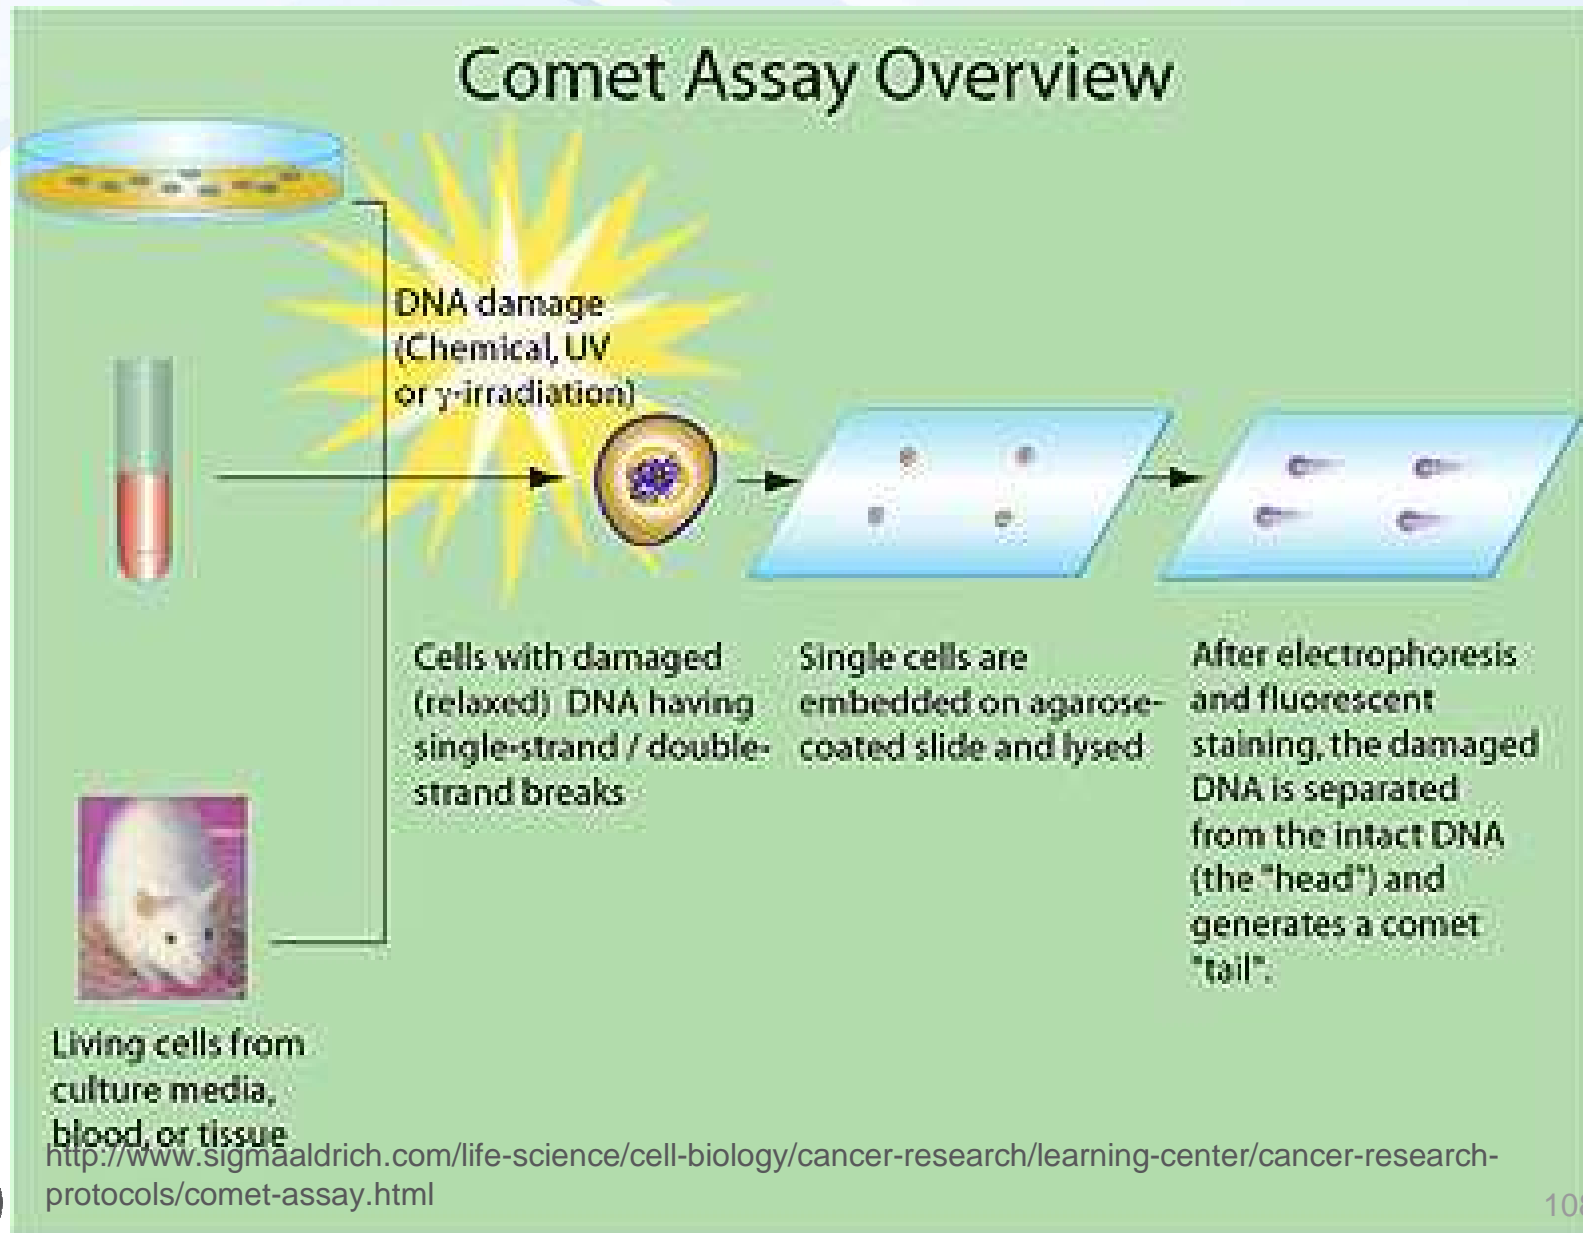 Comet Assay Overview
DNA damage
(Chemical, UV
or γ-irradiation)
Cells with damaged
(relaxed) DNA having
single-strand / double-
strand breaks
Single cells are
embedded on agarose-
coated slide and lysed
After electrophoresis
and fluorescent
staining, the damaged
DNA is separated
from the intact DNA
(the "head") and
generates a comet
"tail".
Living cells from
culture media,
blood, or tissue
http://www.sigmaaldrich.com/life-science/cell-biology/cancer-research/learning-center/cancer-research-
protocols/comet-assay.html